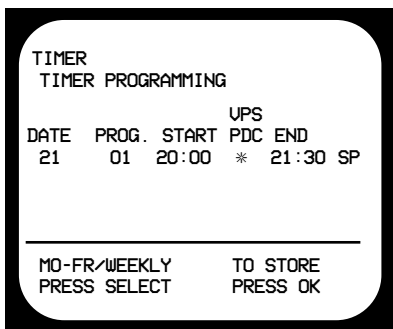 TIMER
TIMER PROGRAMMING
VPS
DATE PROG. START PDC END
21 01 20:00 * 21:30 SP
MO-FR/WEEKLY TO STORE
PRESS SELECT PRESS OK